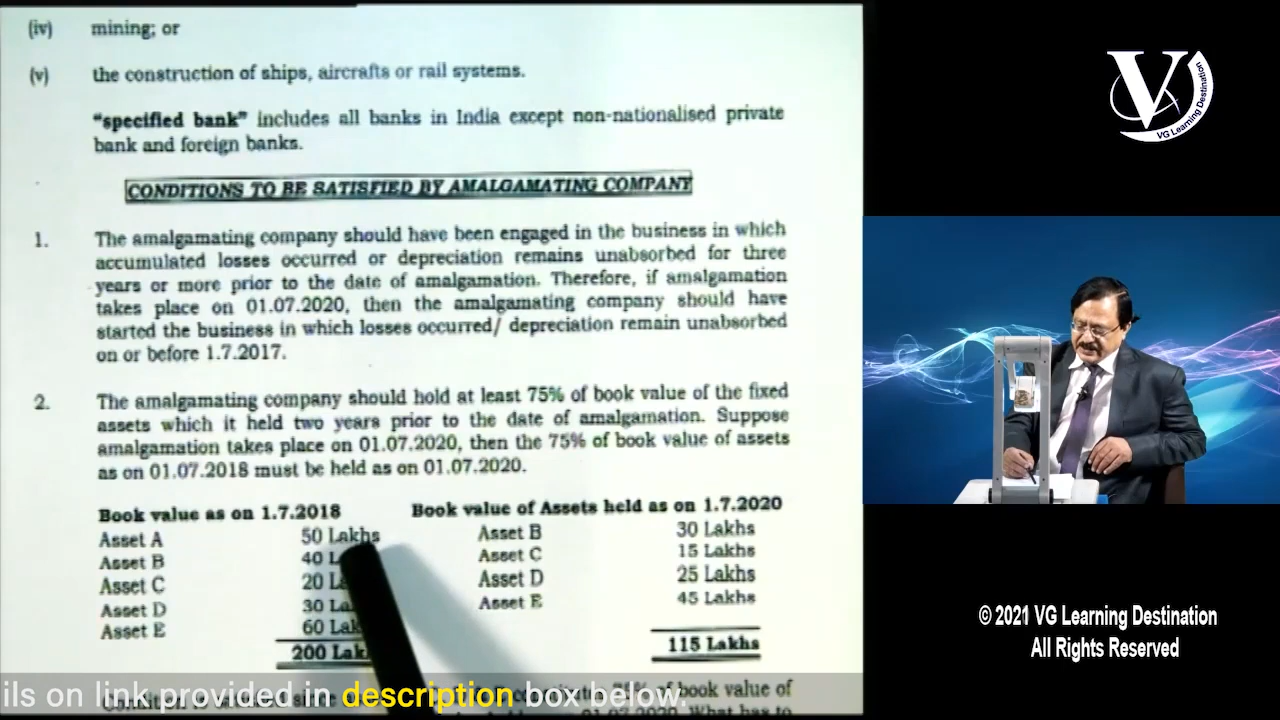 (iv) mining; or
(v) the construction of ships, aircrafts or rail systems.
"specified bank" includes all banks in India except non-nationalised private
bank and foreign banks.
CONDITIONS TO BE SATISFIED BY AMALGAMATING COMPANY
1. The amalgamating company should have been engaged in the business in which
accumulated losses occurred or depreciation remains unabsorbed for three
years or more prior to the date of amalgamation. Therefore, if amalgamation
takes place on 01.07.2020, then the amalgamating company should have
started the business in which losses occurred/ depreciation remain unabsorbed
on or before 1.7.2017.
2. The amalgamating company should hold at least 75% of book value of the fixed
assets which it held two years prior to the date of amalgamation. Suppose
amalgamation takes place on 01.07.2020, then the 75% of book value of assets
as on 01.07.2018 must be held as on 01.07.2020.
Book value as on 1.7.2018 Book value of Assets held as on 1.7.2020
Asset A 50 Lakhs Asset B 30 Lakhs
Asset B 40 Asset C 15 Lakhs
Asset C 20 Asset D 25 Lakhs
Asset D 30 Asset E 45 Lakhs
Asset E 60
200 115 Lakhs
of book value of
ils on link provided in description box below.
V
VG Learning Destination
© 2021 VG Learning Destination
All Rights Reserved